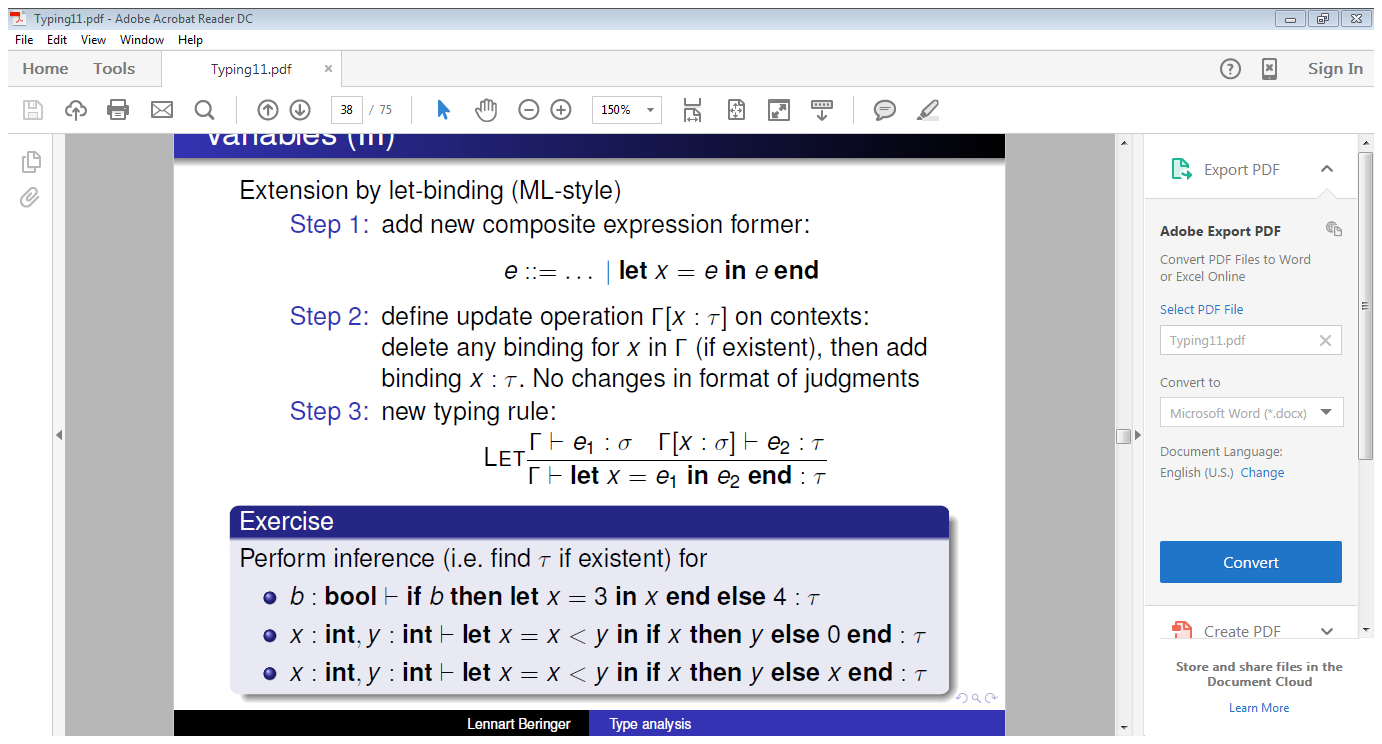 Typing11.pdf - Adobe Acrobat Reader DC
File Edit View Window Help
Home Tools Typing11.pdf × Sign In
38 / 75 150%
Variables (III)
Extension by let-binding (ML-style)
Step 1: add new composite expression former:
e ::= … | let x = e in e end
Step 2: define update operation Γ[x : τ] on contexts:
delete any binding for x in Γ (if existent), then add
binding x : τ. No changes in format of judgments
Step 3: new typing rule:
Γ ⊢ e₁ : σ Γ[x : σ] ⊢ e₂ : τ
LET
Γ ⊢ let x = e₁ in e₂ end : τ
Exercise
Perform inference (i.e. find τ if existent) for
b : bool ⊢ if b then let x = 3 in x end else 4 : τ
x : int, y : int ⊢ let x = x < y in if x then y else 0 end : τ
x : int, y : int ⊢ let x = x < y in if x then y else x end : τ
Lennart Beringer Type analysis
Export PDF
Adobe Export PDF
Convert PDF Files to Word
or Excel Online
Select PDF File
Typing11.pdf
Convert to
Microsoft Word (*.docx)
Document Language:
English (U.S.) Change
Convert
Create PDF
Store and share files in the
Document Cloud
Learn More